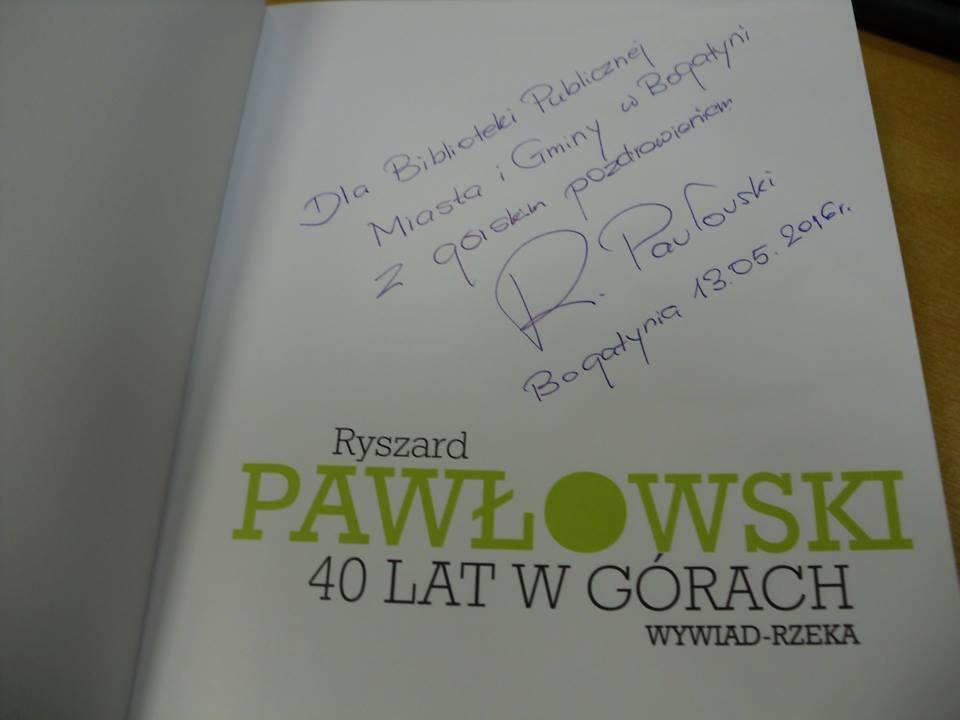 Dla Biblioteki Publicznej
Miasta i Gminy w Bogatyni
z górskim pozdrowieniem
R. Pawłowski
Bogatynia 13.05.2016r.
Ryszard
PAWŁOWSKI
40 LAT W GÓRACH
WYWIAD-RZEKA